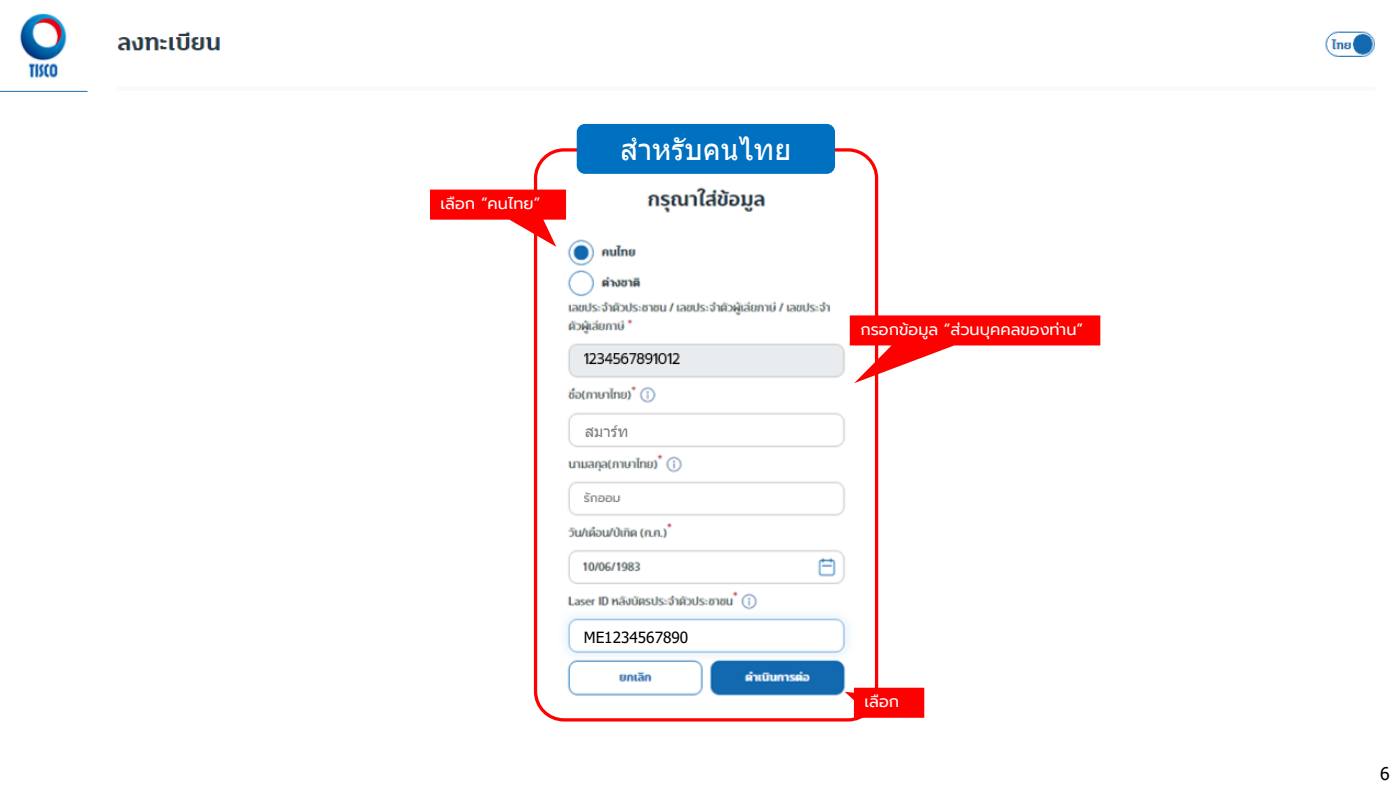 TISCO
ลงทะเบียน
ไทย
สำหรับคนไทย
เลือก “คนไทย”
กรุณาใส่ข้อมูล
คนไทย
ต่างชาติ
เลขประจำตัวประชาชน / เลขประจำตัวผู้เสียภาษี / เลขประจำ
ตัวผู้เสียภาษี *
กรอกข้อมูล “ส่วนบุคคลของท่าน”
1234567891012
ชื่อ(ภาษาไทย)*
สมาร์ท
นามสกุล(ภาษาไทย)*
รักออม
วัน/เดือน/ปีเกิด (ค.ศ.)*
10/06/1983
Laser ID หลังบัตรประจำตัวประชาชน*
ME1234567890
ยกเลิก
ดำเนินการต่อ
เลือก
6